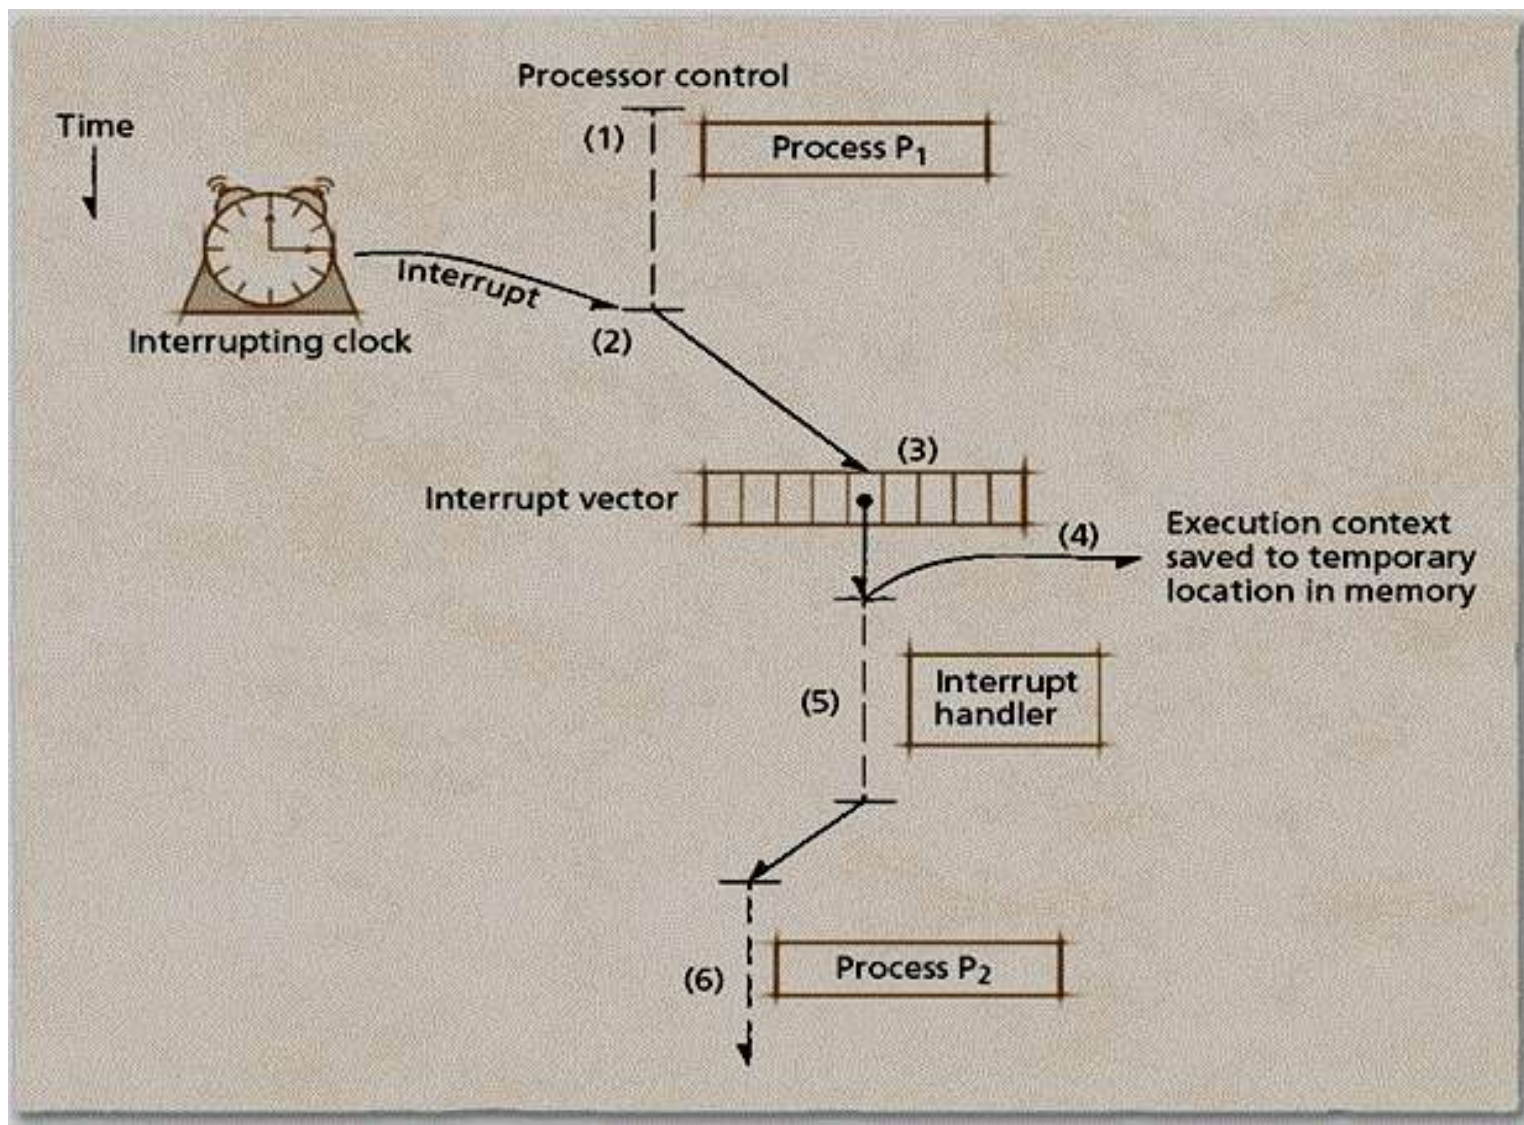 Processor control
Time
(1)
Process P₁
Interrupt
(2)
Interrupting clock
(3)
Interrupt vector
(4)
Execution context
saved to temporary
location in memory
(5)
Interrupt
handler
(6)
Process P₂